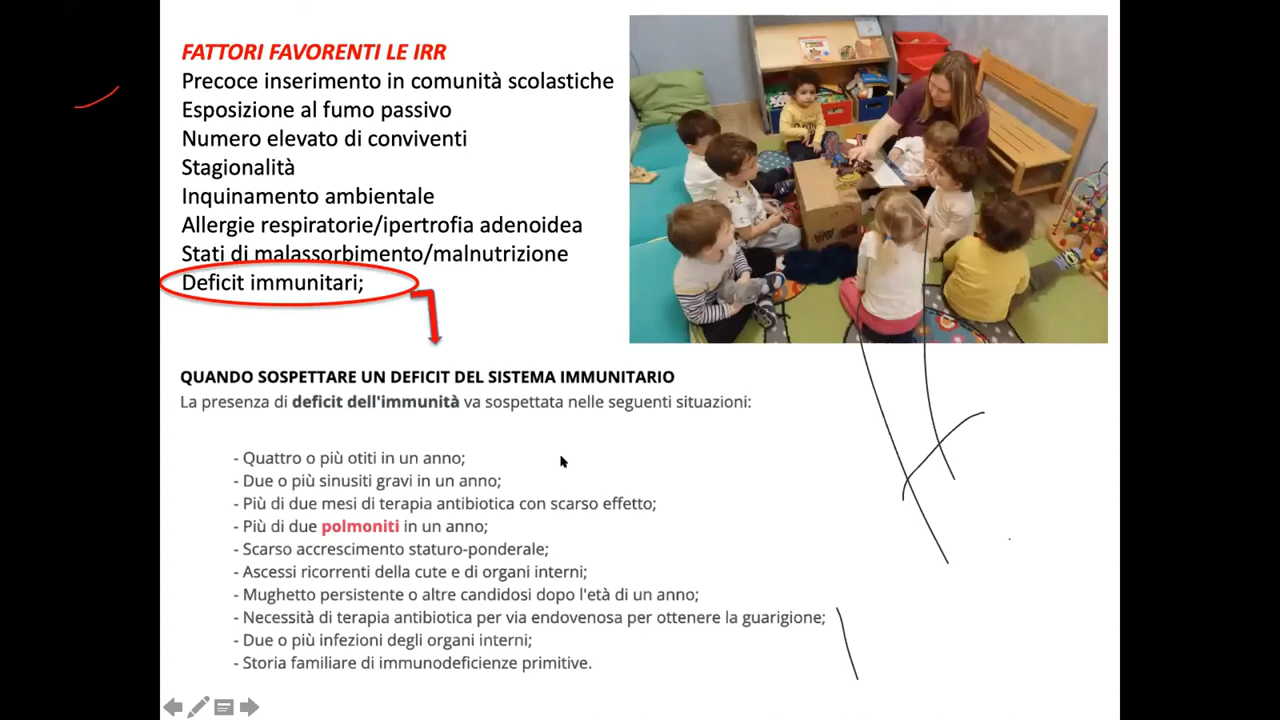 FATTORI FAVORENTI LE IRR
Precoce inserimento in comunità scolastiche
Esposizione al fumo passivo
Numero elevato di conviventi
Stagionalità
Inquinamento ambientale
Allergie respiratorie/ipertrofia adenoidea
Stati di malassorbimento/malnutrizione
Deficit immunitari;
QUANDO SOSPETTARE UN DEFICIT DEL SISTEMA IMMUNITARIO
La presenza di deficit dell'immunità va sospettata nelle seguenti situazioni:
- Quattro o più otiti in un anno;
- Due o più sinusiti gravi in un anno;
- Più di due mesi di terapia antibiotica con scarso effetto;
- Più di due polmoniti in un anno;
- Scarso accrescimento staturo-ponderale;
- Ascessi ricorrenti della cute e di organi interni;
- Mughetto persistente o altre candidosi dopo l'età di un anno;
- Necessità di terapia antibiotica per via endovenosa per ottenere la guarigione;
- Due o più infezioni degli organi interni;
- Storia familiare di immunodeficienze primitive.